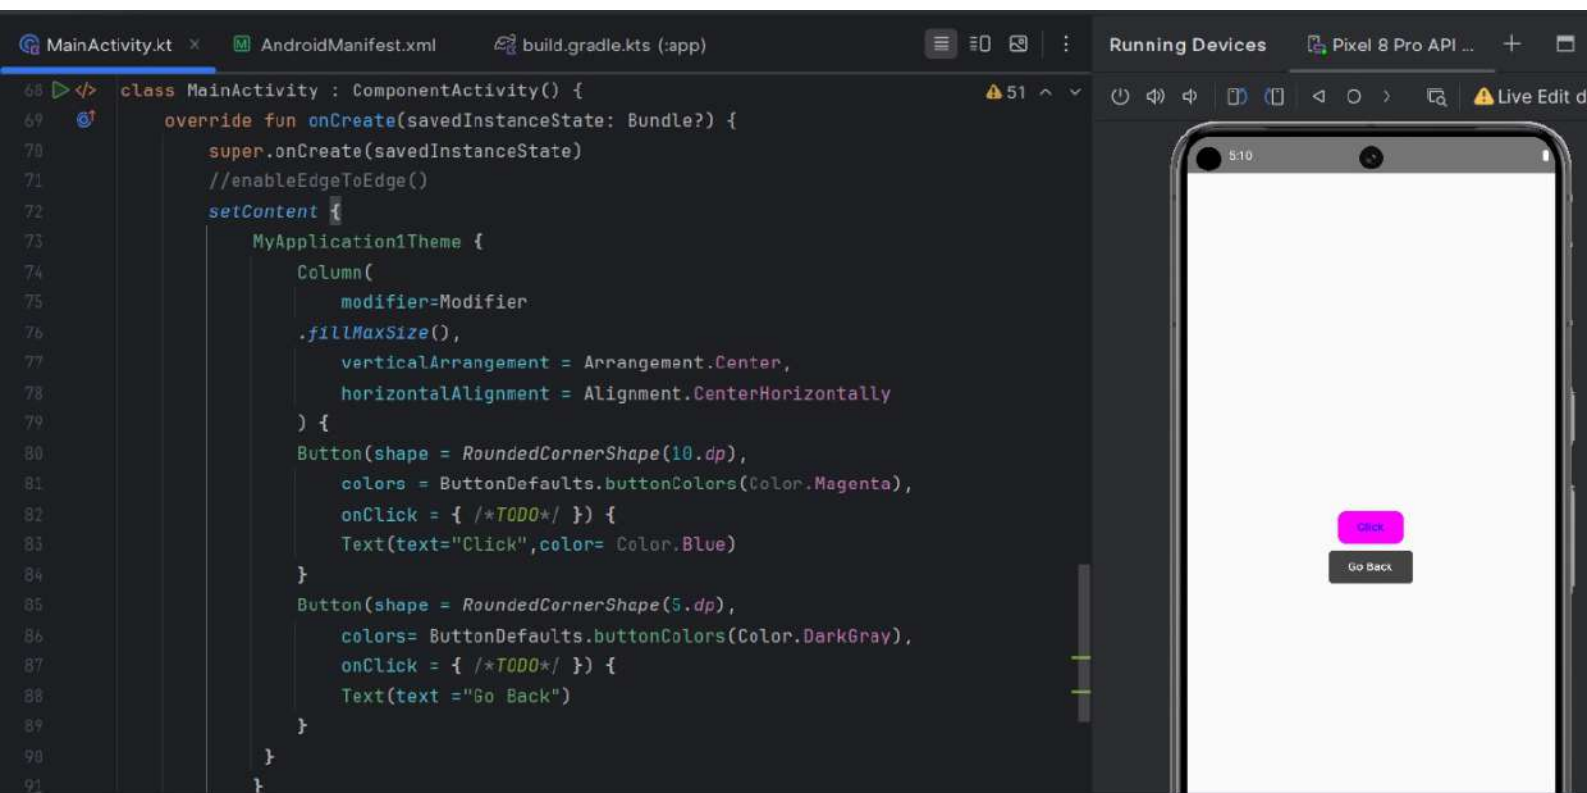 MainActivity.kt × AndroidManifest.xml build.gradle.kts (:app) Running Devices Pixel 8 Pro API ...
68 class MainActivity : ComponentActivity() { 51 Live Edit d
69 override fun onCreate(savedInstanceState: Bundle?) {
70 super.onCreate(savedInstanceState)
71 //enableEdgeToEdge()
72 setContent {
73 MyApplication1Theme {
74 Column(
75 modifier=Modifier
76 .fillMaxSize(),
77 verticalArrangement = Arrangement.Center,
78 horizontalAlignment = Alignment.CenterHorizontally
79 ) {
80 Button(shape = RoundedCornerShape(10.dp),
81 colors = ButtonDefaults.buttonColors(Color.Magenta),
82 onClick = { /*TODO*/ }) {
83 Text(text="Click",color= Color.Blue)
84 }
85 Button(shape = RoundedCornerShape(5.dp),
86 colors= ButtonDefaults.buttonColors(Color.DarkGray),
87 onClick = { /*TODO*/ }) {
88 Text(text ="Go Back")
89 }
90 }
91 }
5:10
Click
Go Back